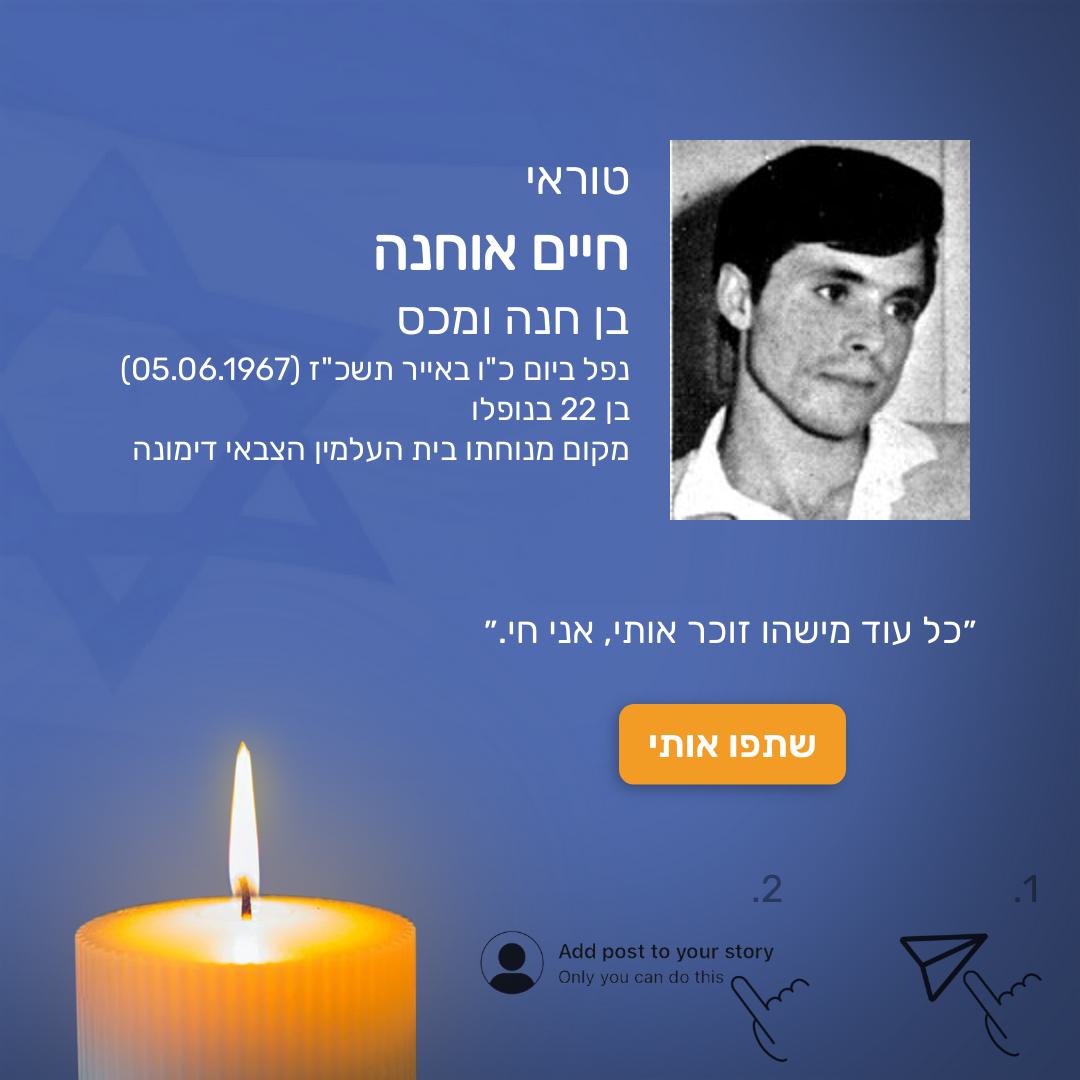 טוראי
חיים אוחנה
בן חנה ומכס
נפל ביום כ"ו באייר תשכ"ז (05.06.1967)
בן 22 בנופלו
מקום מנוחתו בית העלמין הצבאי דימונה
״כל עוד מישהו זוכר אותי, אני חי.״
שתפו אותי
1.
2.
Add post to your story
Only you can do this